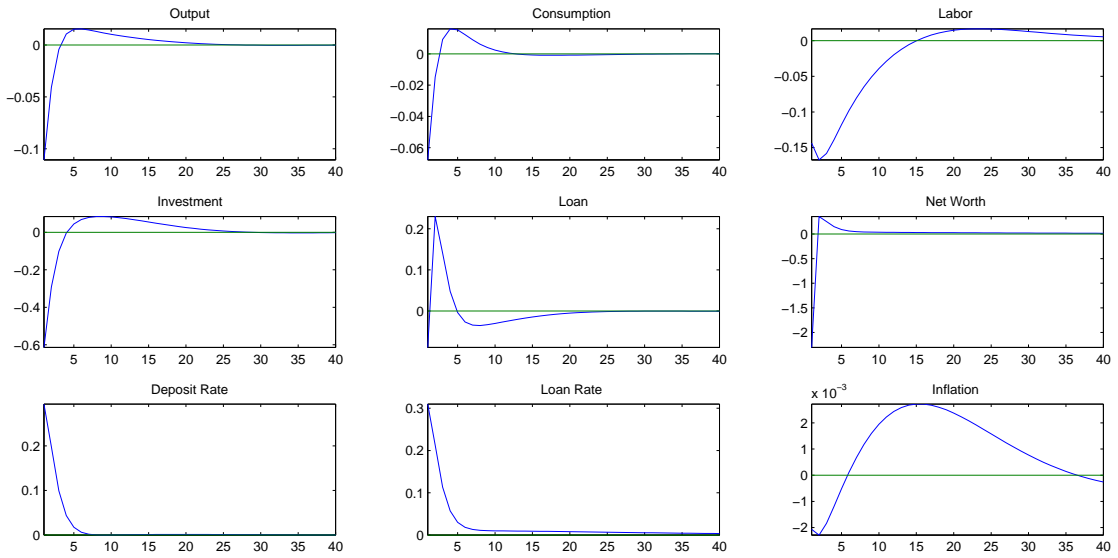 Output
0
−0.05
−0.1
5 10 15 20 25 30 35 40
Consumption
0
−0.02
−0.04
−0.06
5 10 15 20 25 30 35 40
Labor
0
−0.05
−0.1
−0.15
5 10 15 20 25 30 35 40
Investment
0
−0.2
−0.4
−0.6
5 10 15 20 25 30 35 40
Loan
0.2
0.1
0
5 10 15 20 25 30 35 40
Net Worth
0
−0.5
−1
−1.5
−2
5 10 15 20 25 30 35 40
Deposit Rate
0.2
0.1
0
5 10 15 20 25 30 35 40
Loan Rate
0.3
0.2
0.1
0
5 10 15 20 25 30 35 40
Inflation
x 10⁻³
2
1
0
−1
−2
5 10 15 20 25 30 35 40